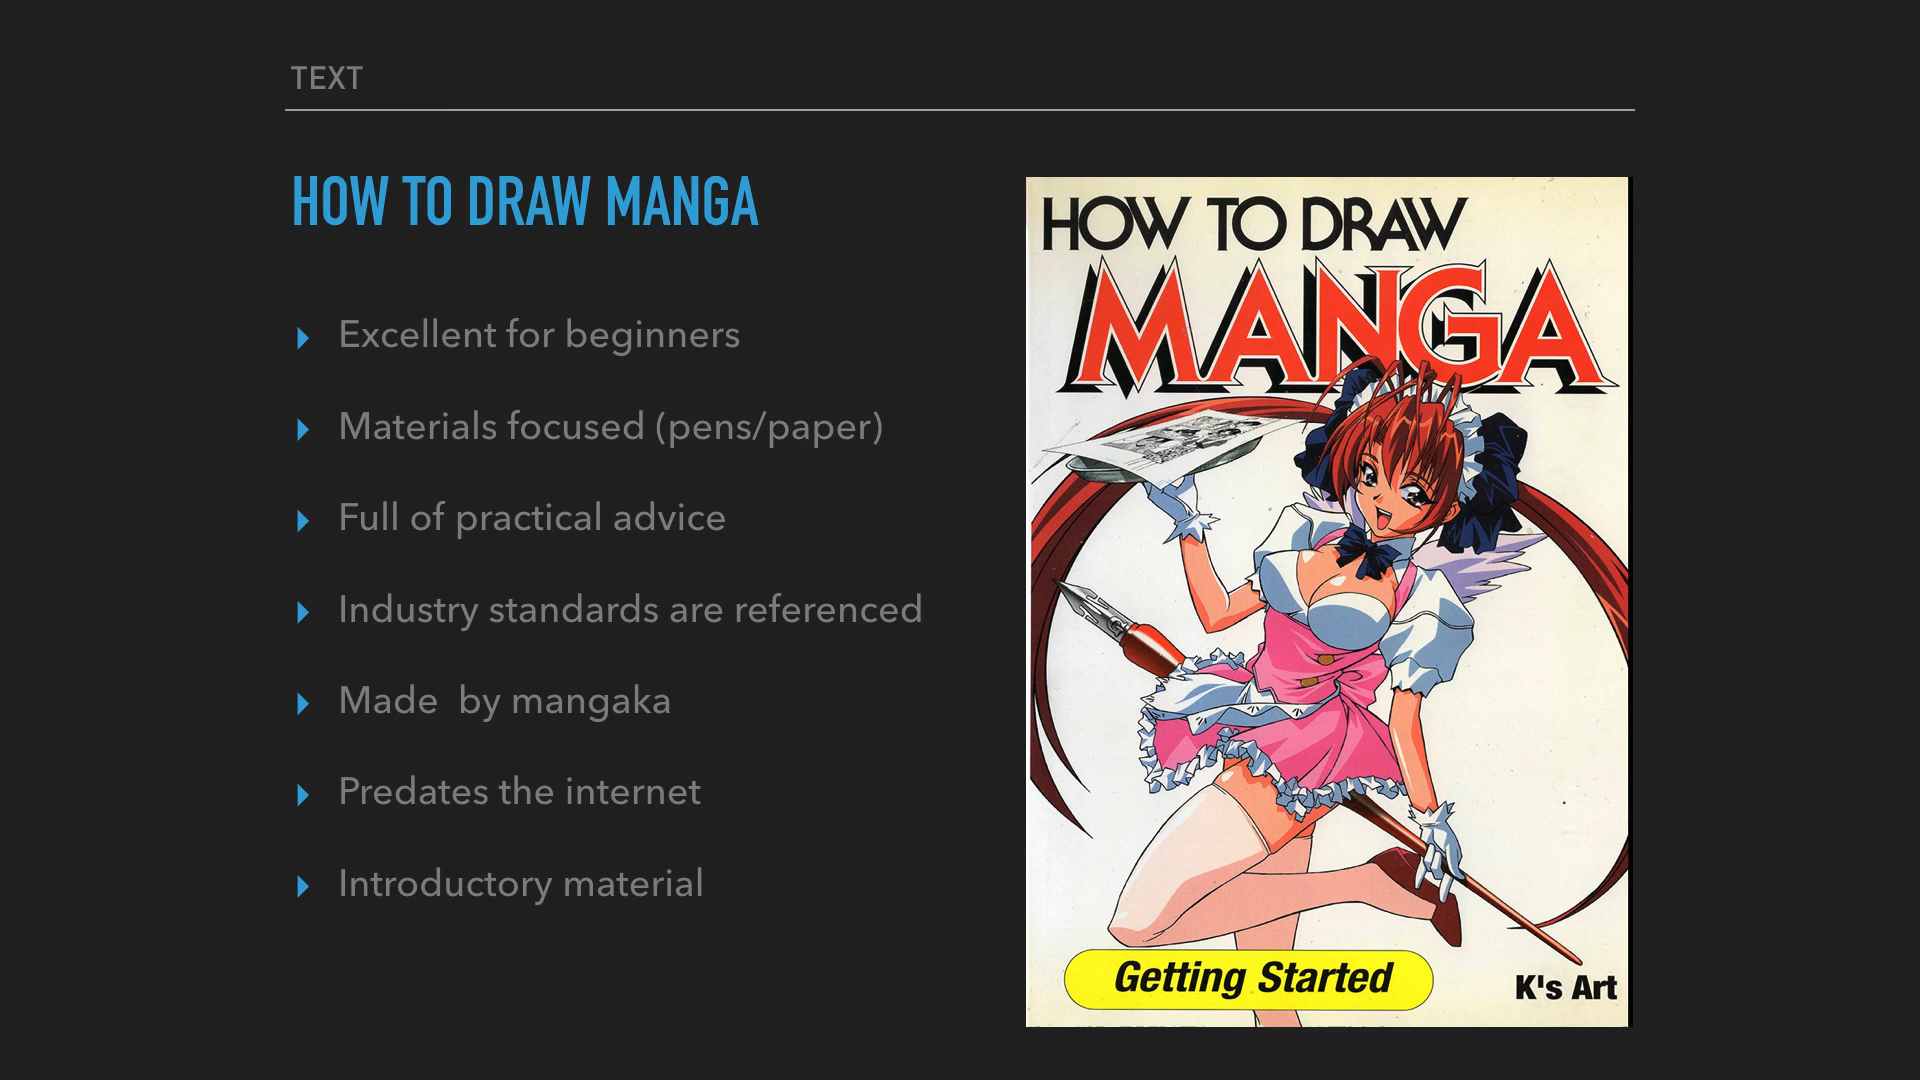 TEXT
HOW TO DRAW MANGA
Excellent for beginners
Materials focused (pens/paper)
Full of practical advice
Industry standards are referenced
Made  by mangaka
Predates the internet
Introductory material
HOW TO DRAW
MANGA
Getting Started
K's Art